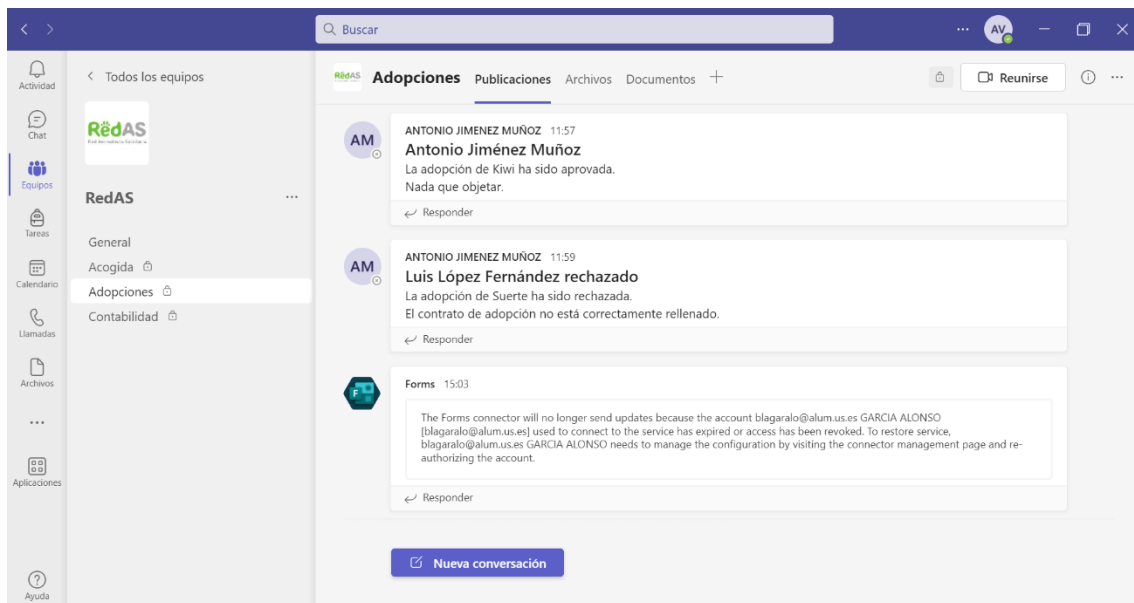 Buscar
AV
Actividad
Chat
Equipos
Tareas
Calendario
Llamadas
Archivos
Aplicaciones
Ayuda
Todos los equipos
RëdAS
RedAS
General
Acogida
Adopciones
Contabilidad
RëdAS
Adopciones Publicaciones Archivos Documentos
Reunirse
AM
ANTONIO JIMENEZ MUÑOZ 11:57
Antonio Jiménez Muñoz
La adopción de Kiwi ha sido aprovada.
Nada que objetar.
Responder
AM
ANTONIO JIMENEZ MUÑOZ 11:59
Luis López Fernández rechazado
La adopción de Suerte ha sido rechazada.
El contrato de adopción no está correctamente rellenado.
Responder
F
Forms 15:03
The Forms connector will no longer send updates because the account blagaralo@alum.us.es GARCIA ALONSO
[blagaralo@alum.us.es] used to connect to the service has expired or access has been revoked. To restore service,
blagaralo@alum.us.es GARCIA ALONSO needs to manage the configuration by visiting the connector management page and re-
authorizing the account.
Responder
Nueva conversación